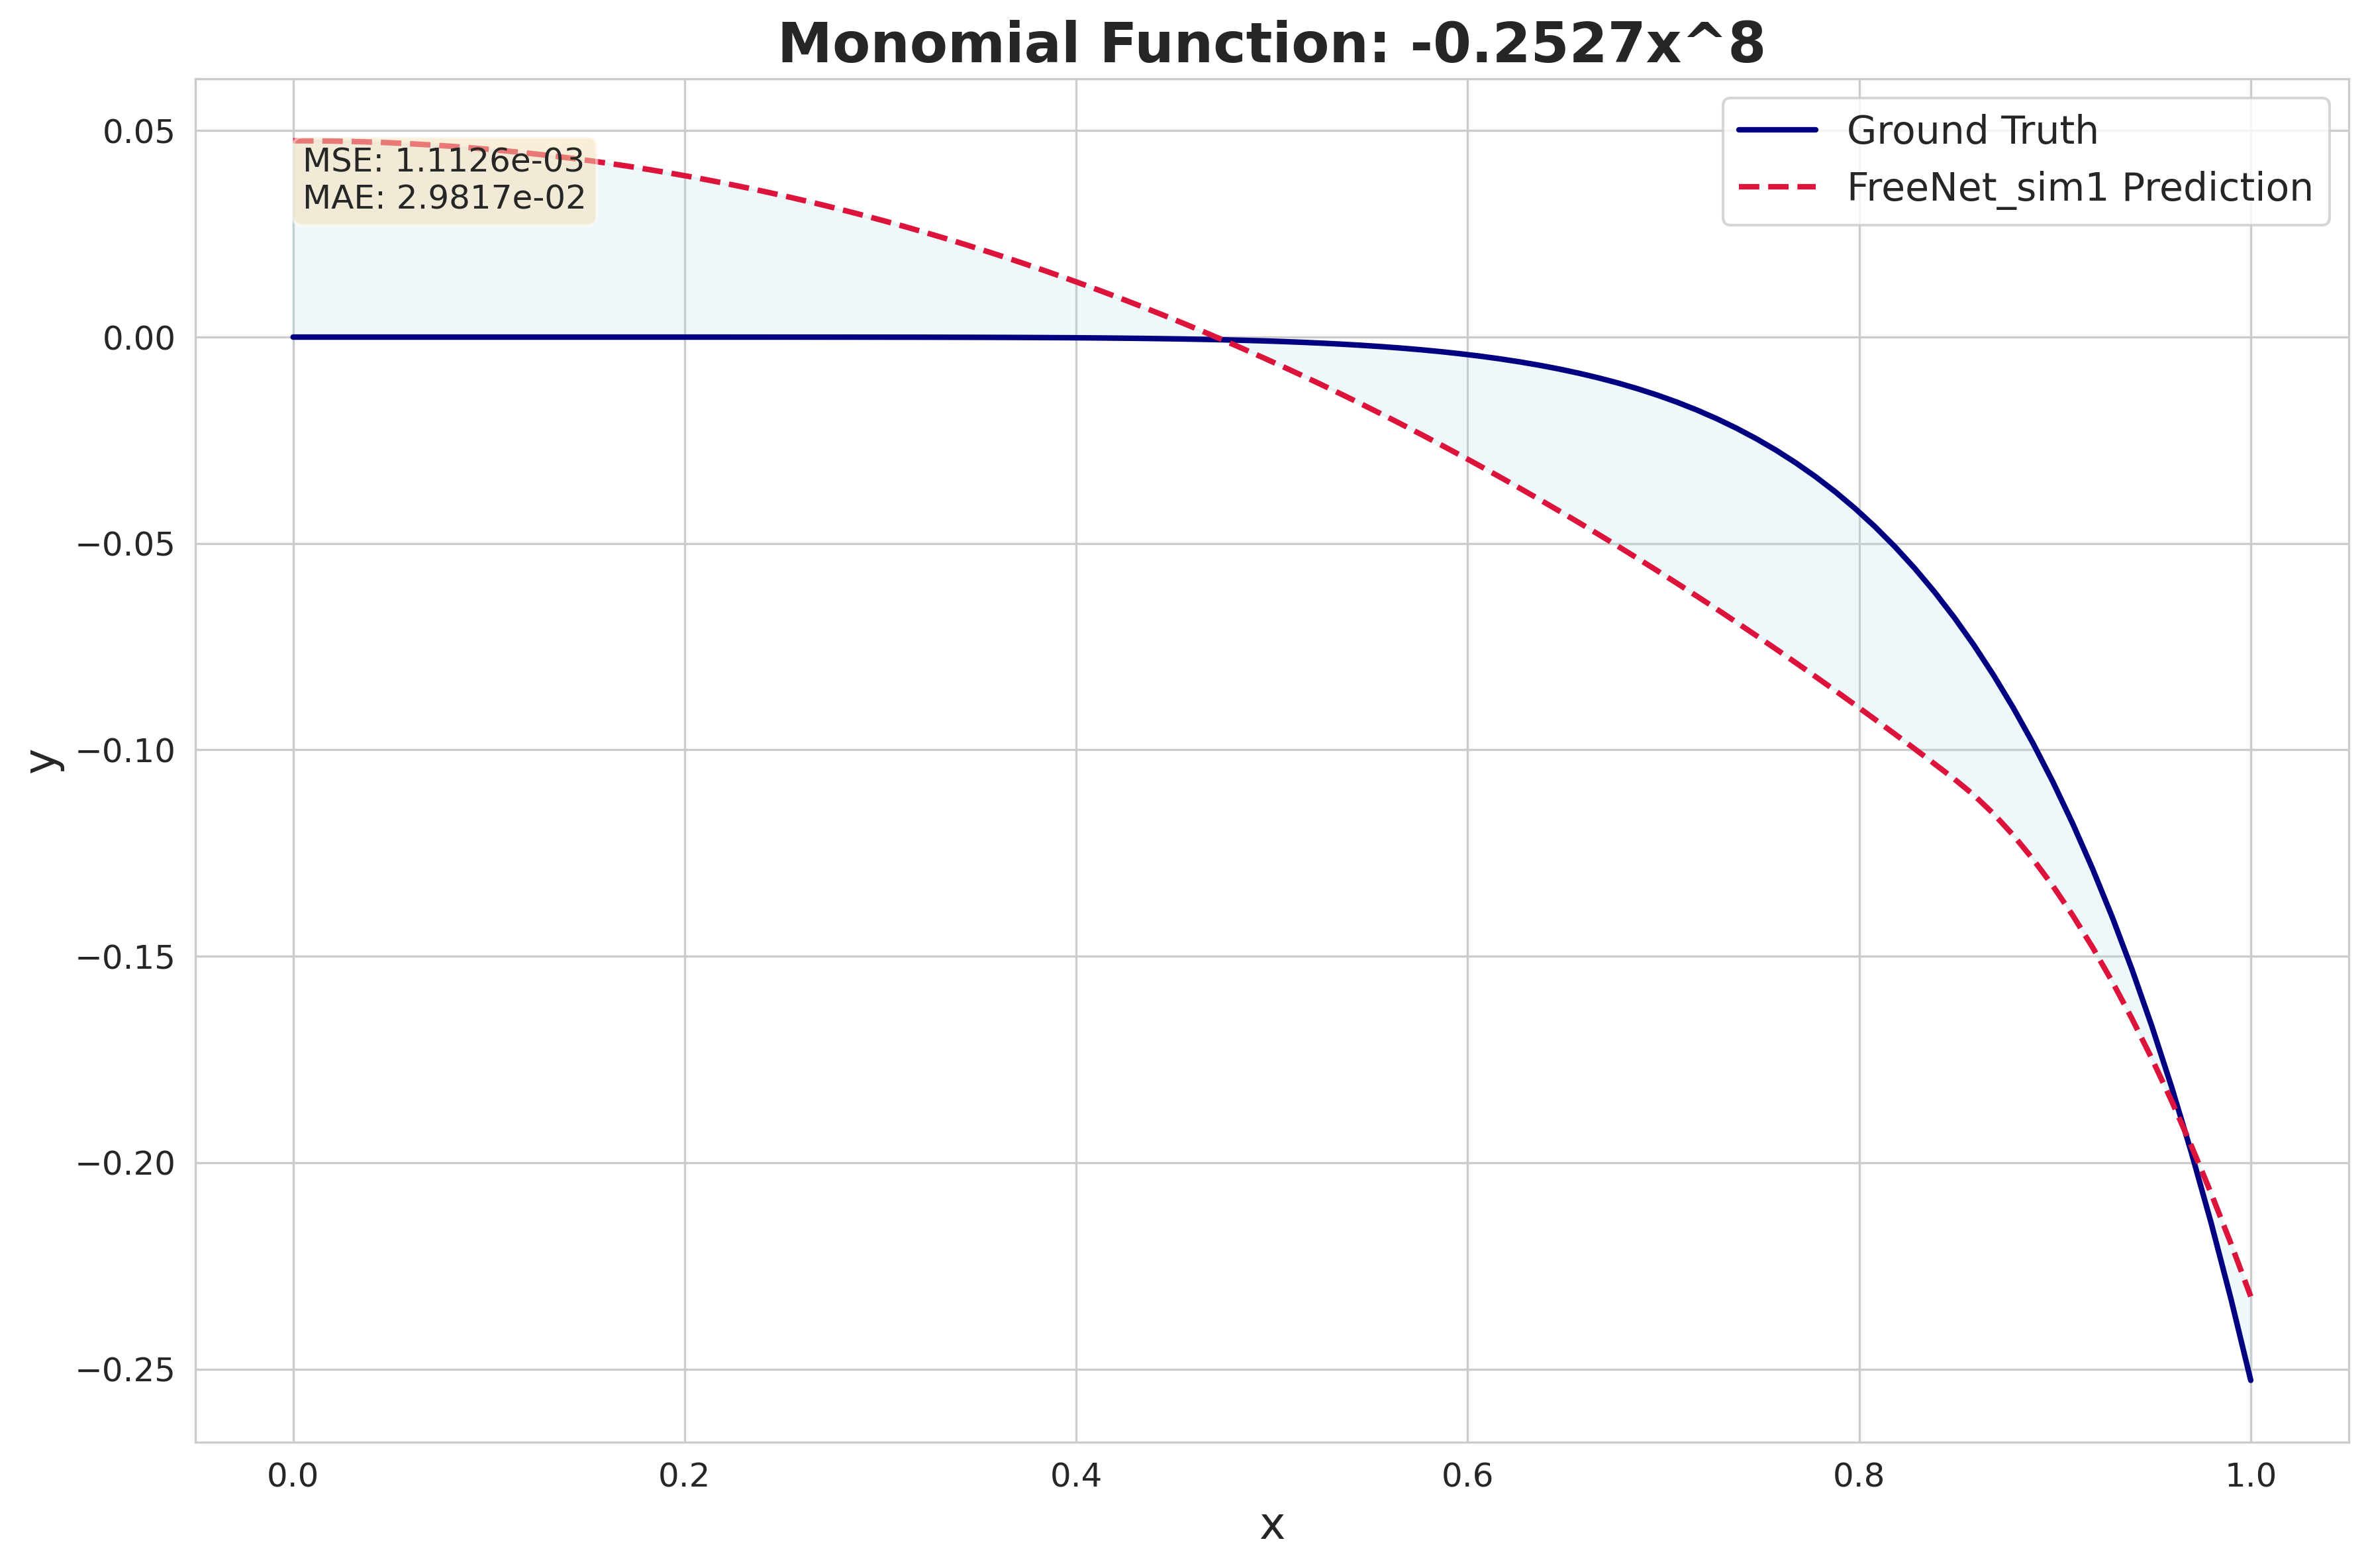 Monomial Function: -0.2527x^8
Ground Truth
FreeNet_sim1 Prediction
MSE: 1.1126e-03
MAE: 2.9817e-02
0.05
0.00
−0.05
−0.10
−0.15
−0.20
−0.25
y
0.0 0.2 0.4 0.6 0.8 1.0
x